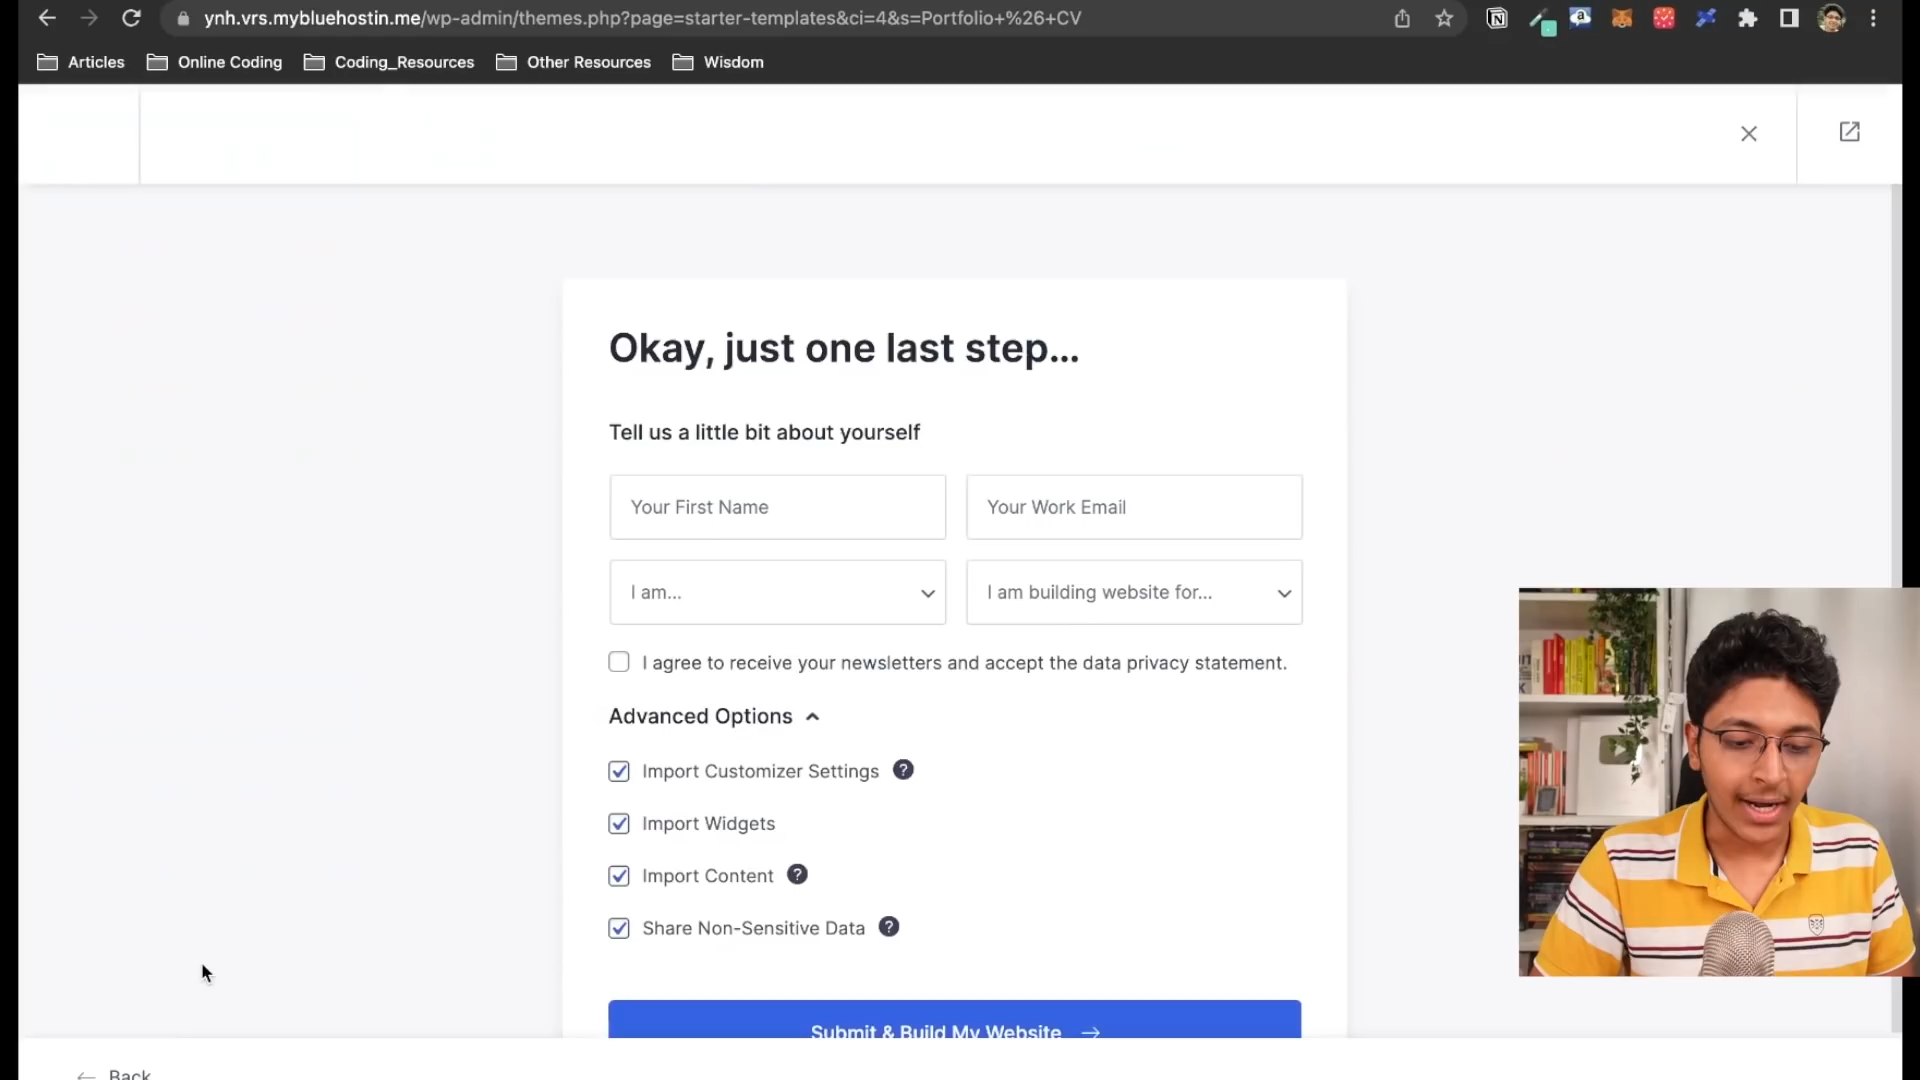 ynh.vrs.mybluehostin.me/wp-admin/themes.php?page=starter-templates&ci=4&s=Portfolio+%26+CV
Articles Online Coding Coding_Resources Other Resources Wisdom
Okay, just one last step...
Tell us a little bit about yourself
Your First Name Your Work Email
I am... I am building website for...
I agree to receive your newsletters and accept the data privacy statement.
Advanced Options
Import Customizer Settings ?
Import Widgets
Import Content ?
Share Non-Sensitive Data ?
Submit & Build My Website →
← Back